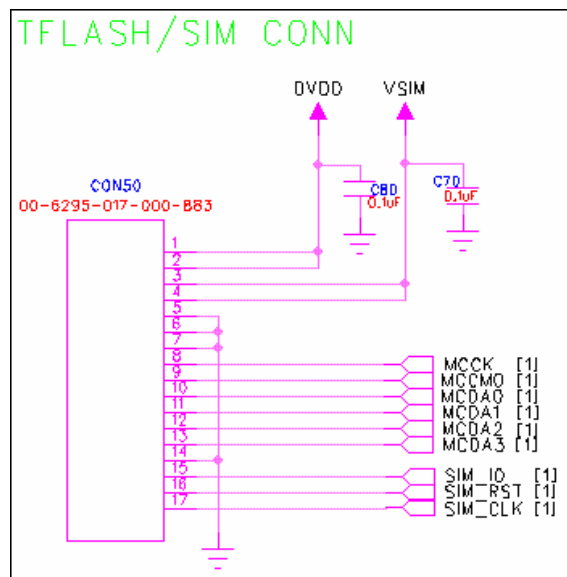 TFLASH/SIM CONN
DVDD
VSIM
CON50
00-6295-017-000-883
C80
0.1uF
C70
0.1uF
1
2
3
4
5
6
7
8
9
10
11
12
13
14
15
16
17
MCCK [1]
MCCM0 [1]
MCDA0 [1]
MCDA1 [1]
MCDA2 [1]
MCDA3 [1]
SIM_IO [1]
SIM_RST [1]
SIM_CLK [1]